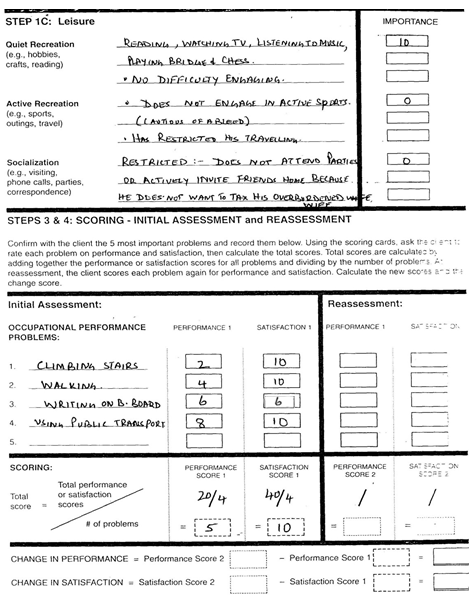 STEP 1C: Leisure
IMPORTANCE
Quiet Recreation READING, WATCHING TV, LISTENING TO MUSIC, 10
(e.g., hobbies, PLAYING BRIDGE & CHESS.
crafts, reading) • NO DIFFICULTY ENGAGING.
Active Recreation • DOES NOT ENGAGE IN ACTIVE SPORTS. 0
(e.g., sports, (CAUTIOUS OF A BLEED)
outings, travel) • HAS RESTRICTED HIS TRAVELLING.
Socialization RESTRICTED :- DOES NOT ATTEND PARTIES 0
(e.g., visiting, OR ACTIVELY INVITE FRIENDS HOME BECAUSE
phone calls, parties, HE DOES NOT WANT TO TAX HIS OVERBURDENED WIFE
correspondence) WIFE
STEPS 3 & 4: SCORING - INITIAL ASSESSMENT and REASSESSMENT
Confirm with the client the 5 most important problems and record them below. Using the scoring cards, ask the client to
rate each problem on performance and satisfaction, then calculate the total scores. Total scores are calculated by
adding together the performance or satisfaction scores for all problems and dividing by the number of problems. At
reassessment, the client scores each problem again for performance and satisfaction. Calculate the new scores and the
change score.
Initial Assessment: Reassessment:
OCCUPATIONAL PERFORMANCE PERFORMANCE 1 SATISFACTION 1 PERFORMANCE 1 SATISFACTION
PROBLEMS:
1. CLIMBING STAIRS 2 10
2. WALKING. 4 10
3. WRITING ON B. BOARD 6 6
4. USING PUBLIC TRANSPORT 8 10
5.
SCORING: PERFORMANCE SATISFACTION PERFORMANCE SATISFACTION
SCORE 1 SCORE 1 SCORE 2 SCORE 2
Total performance
or satisfaction
Total scores 20/4 40/4 / /
score = # of problems = 5 = 10 = =
CHANGE IN PERFORMANCE = Performance Score 2 – Performance Score 1 =
CHANGE IN SATISFACTION = Satisfaction Score 2 – Satisfaction Score 1 =